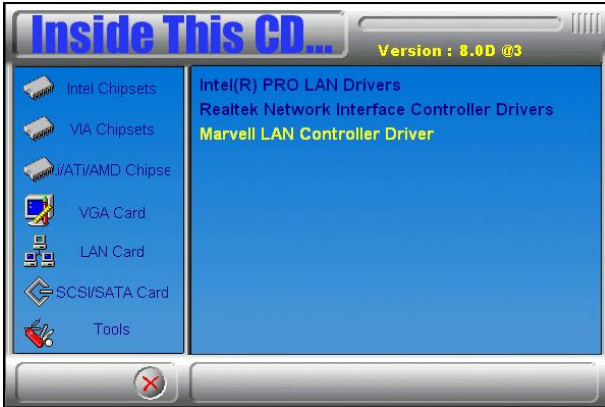 Inside This CD...
Version : 8.0D @3
Intel Chipsets
VIA Chipsets
.i/ATi/AMD Chipse
VGA Card
LAN Card
SCSI/SATA Card
Tools
Intel(R) PRO LAN Drivers
Realtek Network Interface Controller Drivers
Marvell LAN Controller Driver